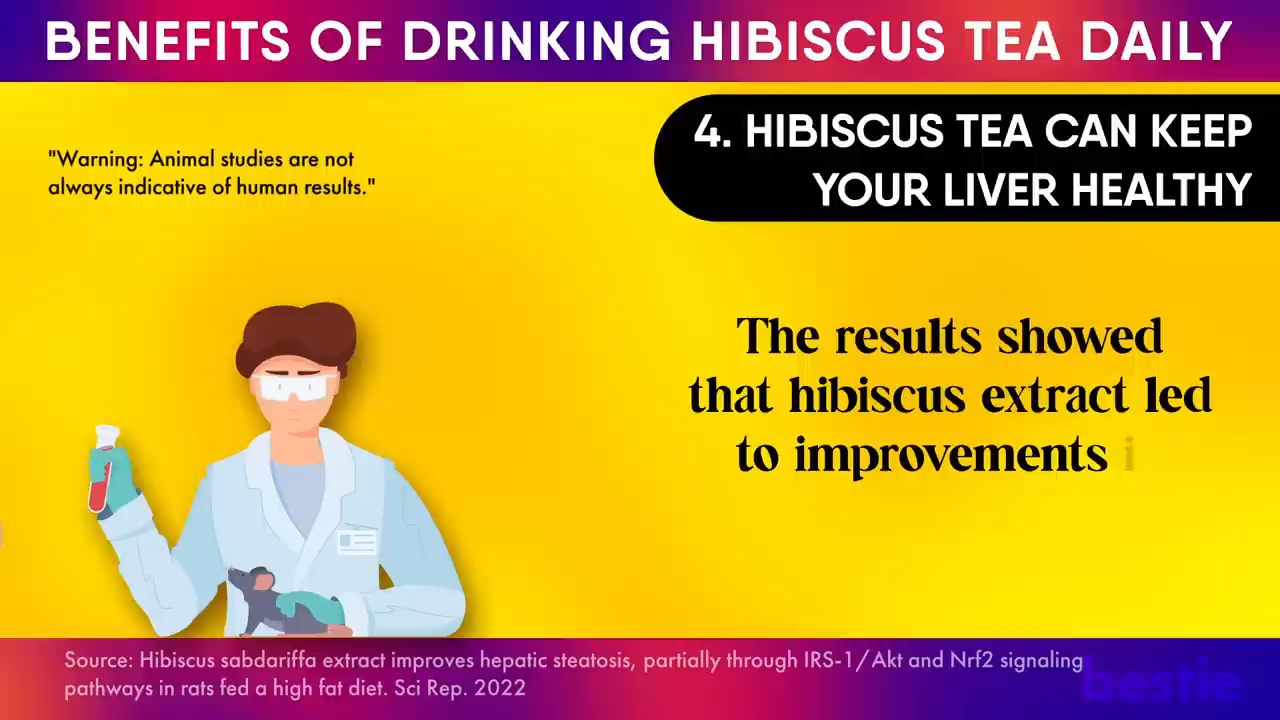 BENEFITS OF DRINKING HIBISCUS TEA DAILY
4. HIBISCUS TEA CAN KEEP
YOUR LIVER HEALTHY
"Warning: Animal studies are not
always indicative of human results."
The results showed
that hibiscus extract led
to improvements i
Source: Hibiscus sabdariffa extract improves hepatic steatosis, partially through IRS-1/Akt and Nrf2 signaling
pathways in rats fed a high fat diet. Sci Rep. 2022
bestie